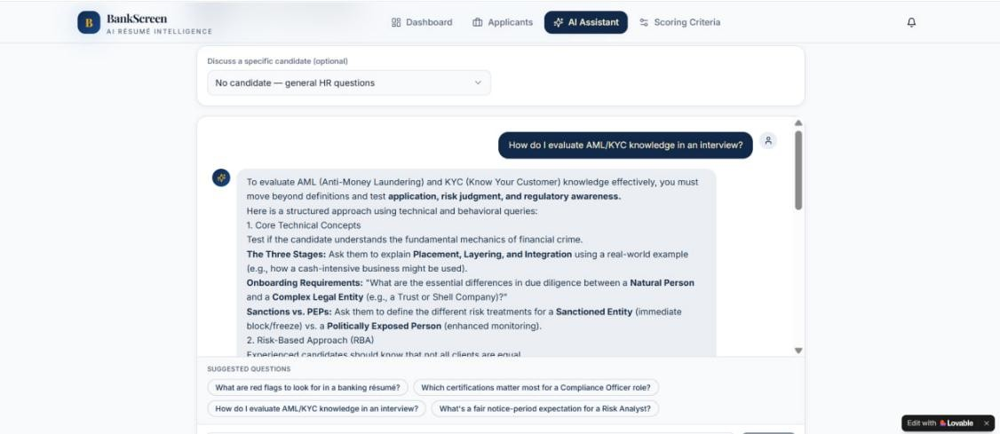 B
BankScreen
AI RÉSUMÉ INTELLIGENCE
Dashboard
Applicants
AI Assistant
Scoring Criteria
Discuss a specific candidate (optional)
No candidate — general HR questions
How do I evaluate AML/KYC knowledge in an interview?
To evaluate AML (Anti-Money Laundering) and KYC (Know Your Customer) knowledge effectively, you must
move beyond definitions and test application, risk judgment, and regulatory awareness.
Here is a structured approach using technical and behavioral queries:
1. Core Technical Concepts
Test if the candidate understands the fundamental mechanics of financial crime.
The Three Stages: Ask them to explain Placement, Layering, and Integration using a real-world example
(e.g., how a cash-intensive business might be used).
Onboarding Requirements: "What are the essential differences in due diligence between a Natural Person
and a Complex Legal Entity (e.g., a Trust or Shell Company)?"
Sanctions vs. PEPs: Ask them to define the different risk treatments for a Sanctioned Entity (immediate
block/freeze) vs. a Politically Exposed Person (enhanced monitoring).
2. Risk-Based Approach (RBA)
Experienced candidates should know that not all clients are equal.
SUGGESTED QUESTIONS
What are red flags to look for in a banking résumé?
Which certifications matter most for a Compliance Officer role?
How do I evaluate AML/KYC knowledge in an interview?
What's a fair notice-period expectation for a Risk Analyst?
Edit with Lovable